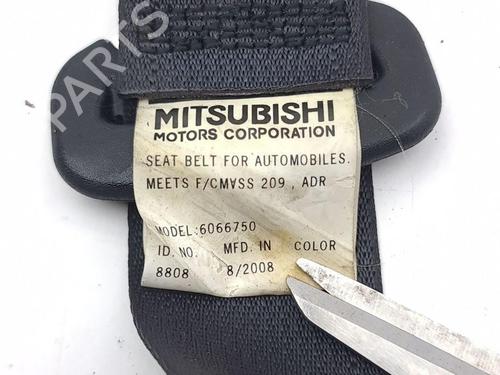 PARTS
MITSUBISHI
MOTORS CORPORATION
SEAT BELT FOR AUTOMOBILES.
MEETS F/CMVSS 209 , ADR
MODEL:6066750
ID. NO. MFD. IN COLOR
8808 8/2008